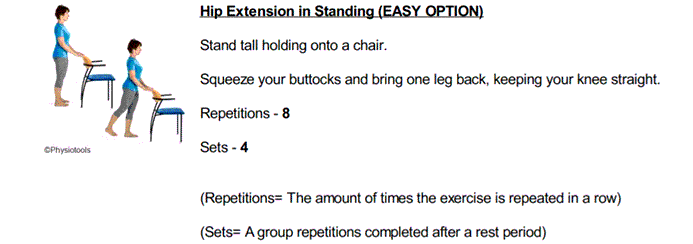 Hip Extension in Standing (EASY OPTION)
Stand tall holding onto a chair.
Squeeze your buttocks and bring one leg back, keeping your knee straight.
Repetitions - 8
©Physiotools
Sets - 4
(Repetitions= The amount of times the exercise is repeated in a row)
(Sets= A group repetitions completed after a rest period)